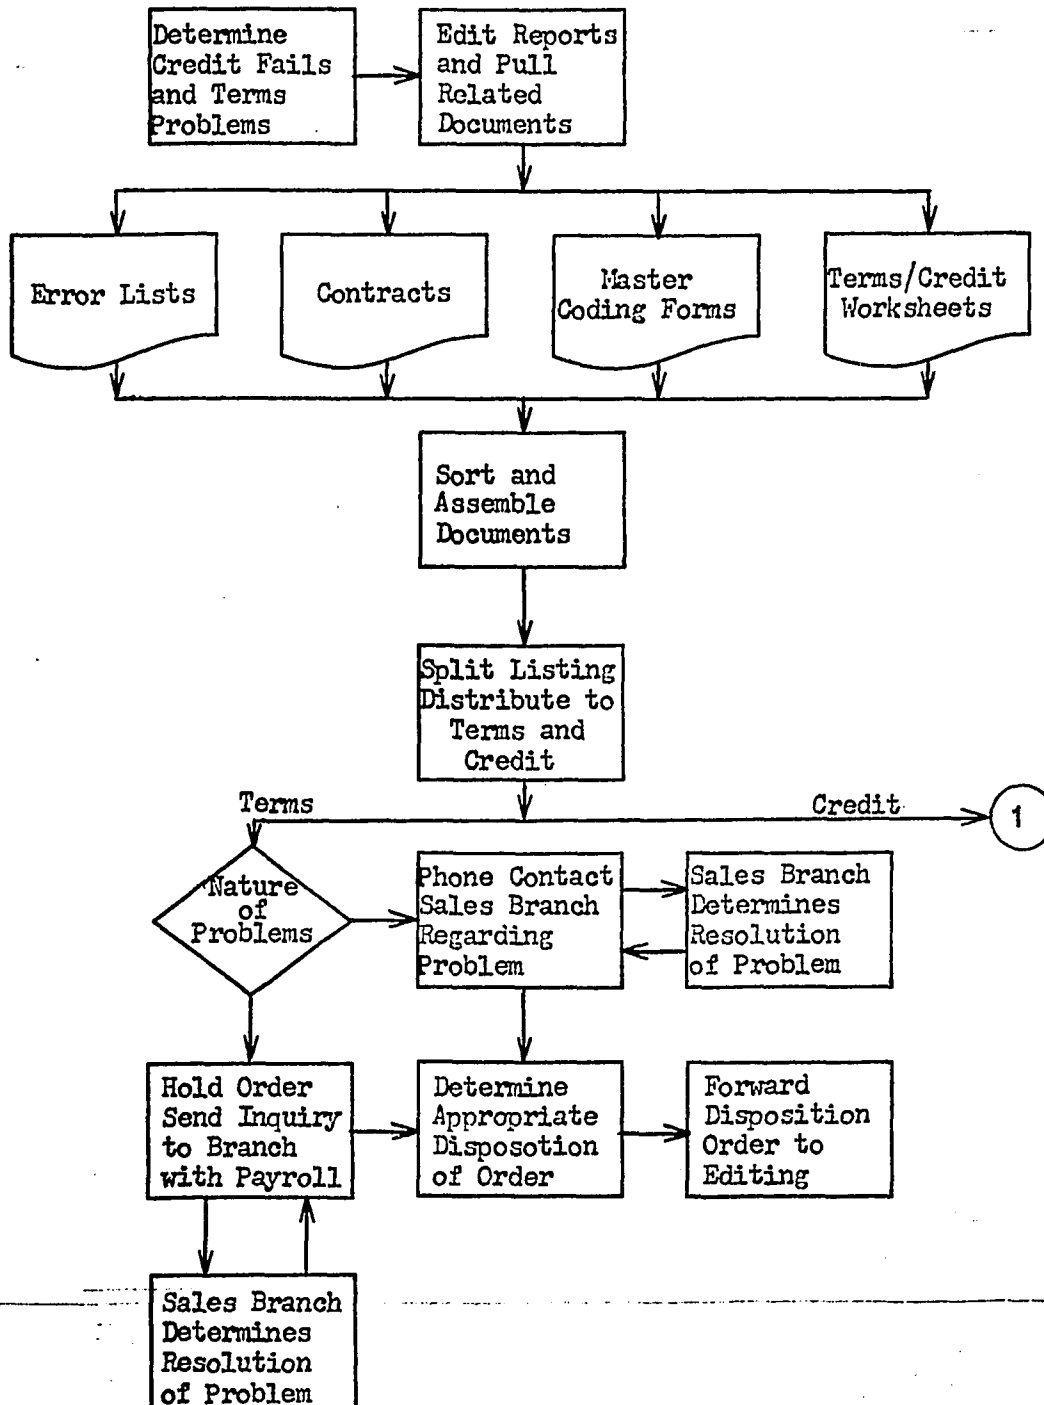 Determine
Credit Fails
and Terms
Problems
Edit Reports
and Pull
Related
Documents
Error Lists
Contracts
Master
Coding Forms
Terms/Credit
Worksheets
Sort and
Assemble
Documents
Split Listing
Distribute to
Terms and
Credit
Terms
Credit
1
Nature
of
Problems
Phone Contact
Sales Branch
Regarding
Problem
Sales Branch
Determines
Resolution
of Problem
Hold Order
Send Inquiry
to Branch
with Payroll
Determine
Appropriate
Disposotion
of Order
Forward
Disposition
Order to
Editing
Sales Branch
Determines
Resolution
of Problem